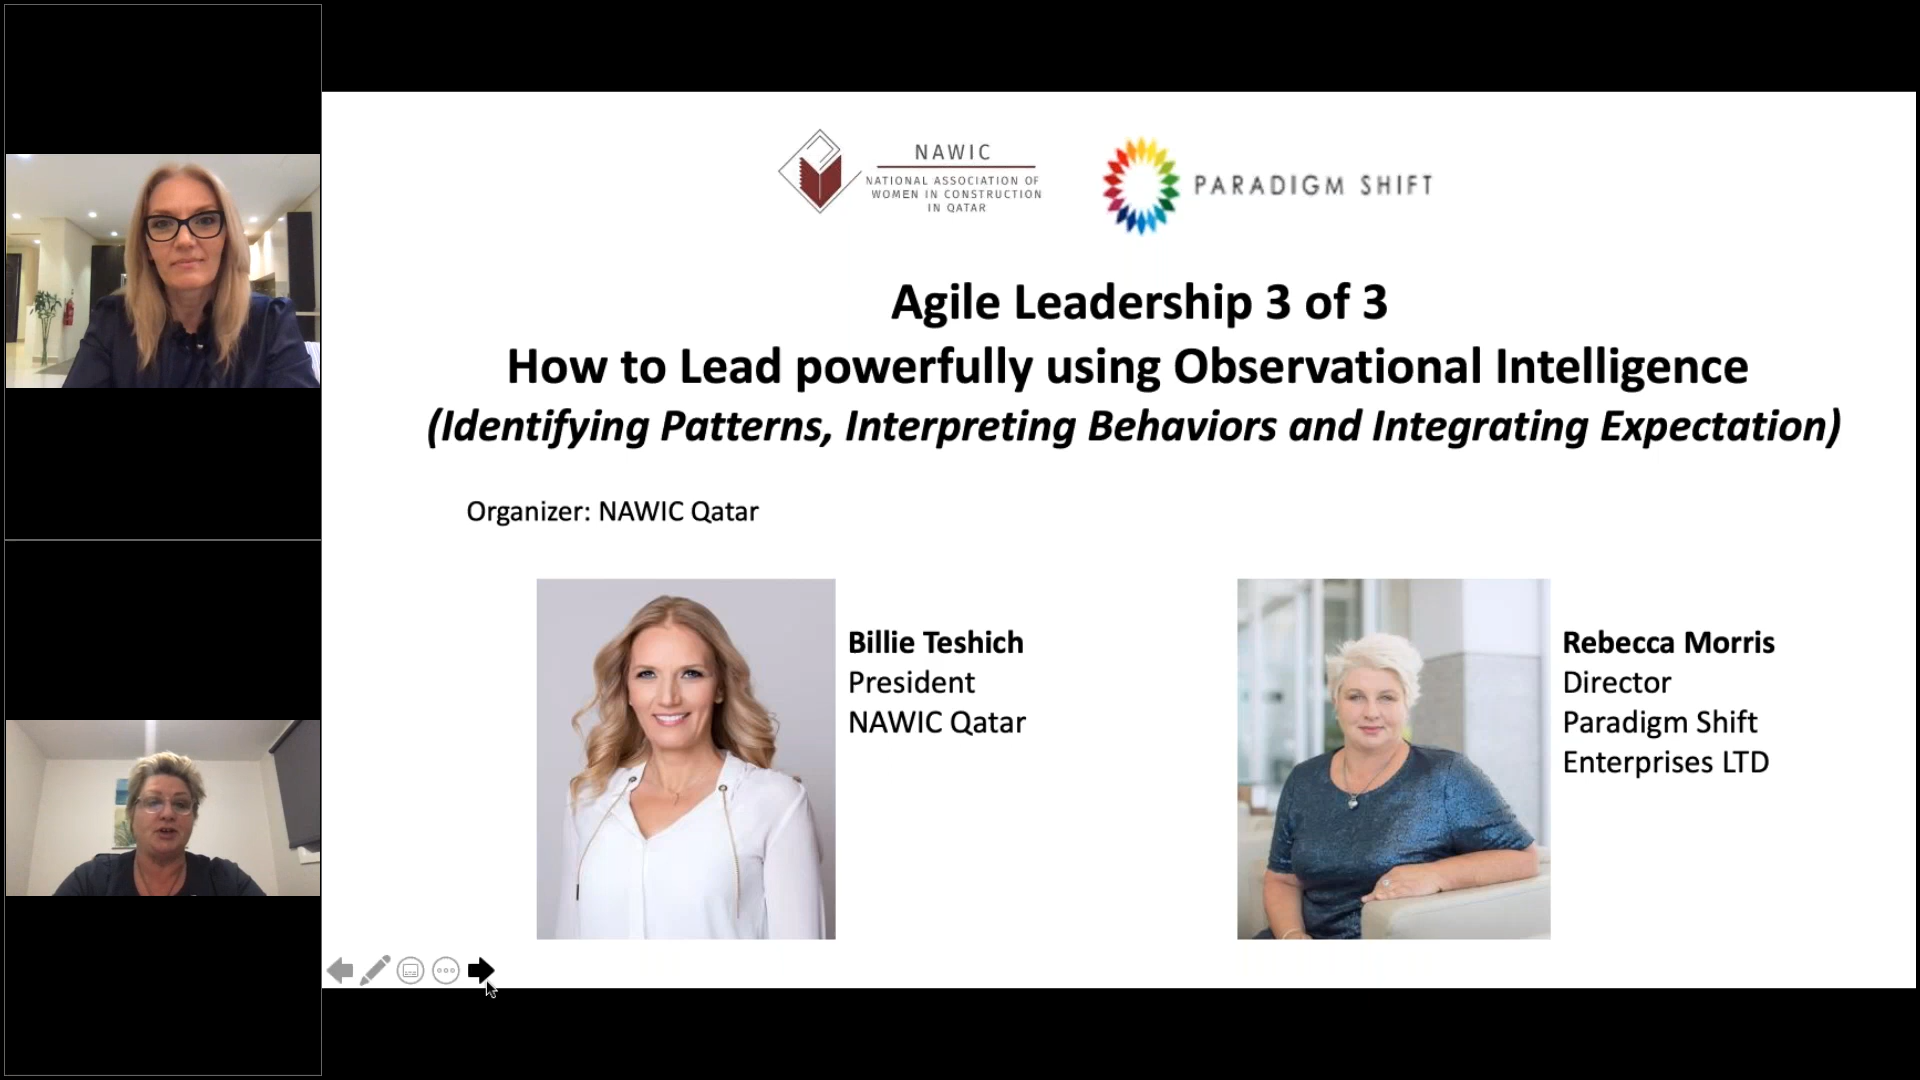 NAWIC
NATIONAL ASSOCIATION OF
WOMEN IN CONSTRUCTION
IN QATAR
PARADIGM SHIFT
Agile Leadership 3 of 3
How to Lead powerfully using Observational Intelligence
(Identifying Patterns, Interpreting Behaviors and Integrating Expectation)
Organizer: NAWIC Qatar
Billie Teshich
President
NAWIC Qatar
Rebecca Morris
Director
Paradigm Shift
Enterprises LTD